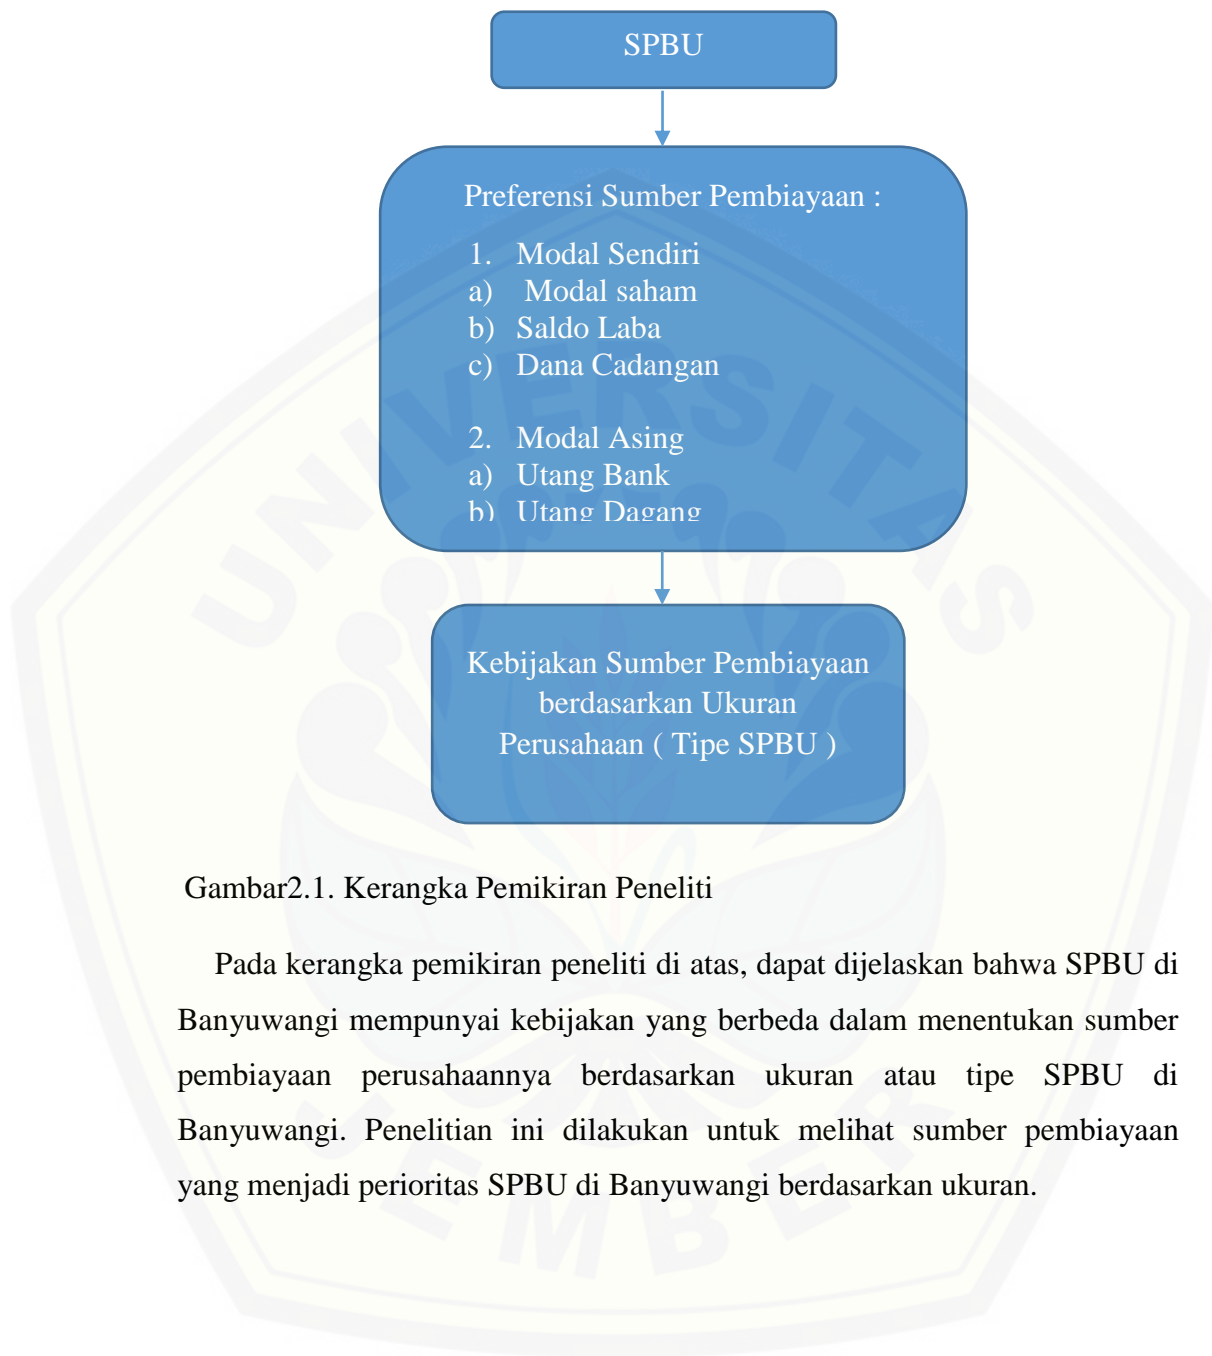 SPBU
Preferensi Sumber Pembiayaan :
1. Modal Sendiri
a) Modal saham
b) Saldo Laba
c) Dana Cadangan
2. Modal Asing
a) Utang Bank
b) Utang Dagang
Kebijakan Sumber Pembiayaan
berdasarkan Ukuran
Perusahaan ( Tipe SPBU )
Gambar2.1. Kerangka Pemikiran Peneliti
Pada kerangka pemikiran peneliti di atas, dapat dijelaskan bahwa SPBU di
Banyuwangi mempunyai kebijakan yang berbeda dalam menentukan sumber
pembiayaan perusahaannya berdasarkan ukuran atau tipe SPBU di
Banyuwangi. Penelitian ini dilakukan untuk melihat sumber pembiayaan
yang menjadi perioritas SPBU di Banyuwangi berdasarkan ukuran.
UNIVERSITAS
JEMBER